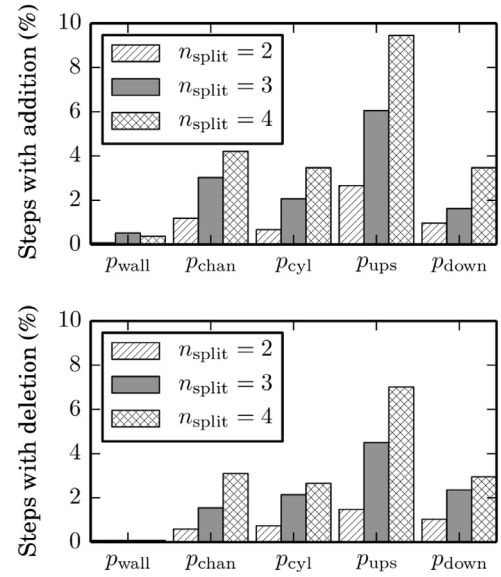 Steps with addition (%)
10
8
6
4
2
0
n_split = 2
n_split = 3
n_split = 4
p_wall p_chan p_cyl p_ups p_down
Steps with deletion (%)
10
8
6
4
2
0
n_split = 2
n_split = 3
n_split = 4
p_wall p_chan p_cyl p_ups p_down